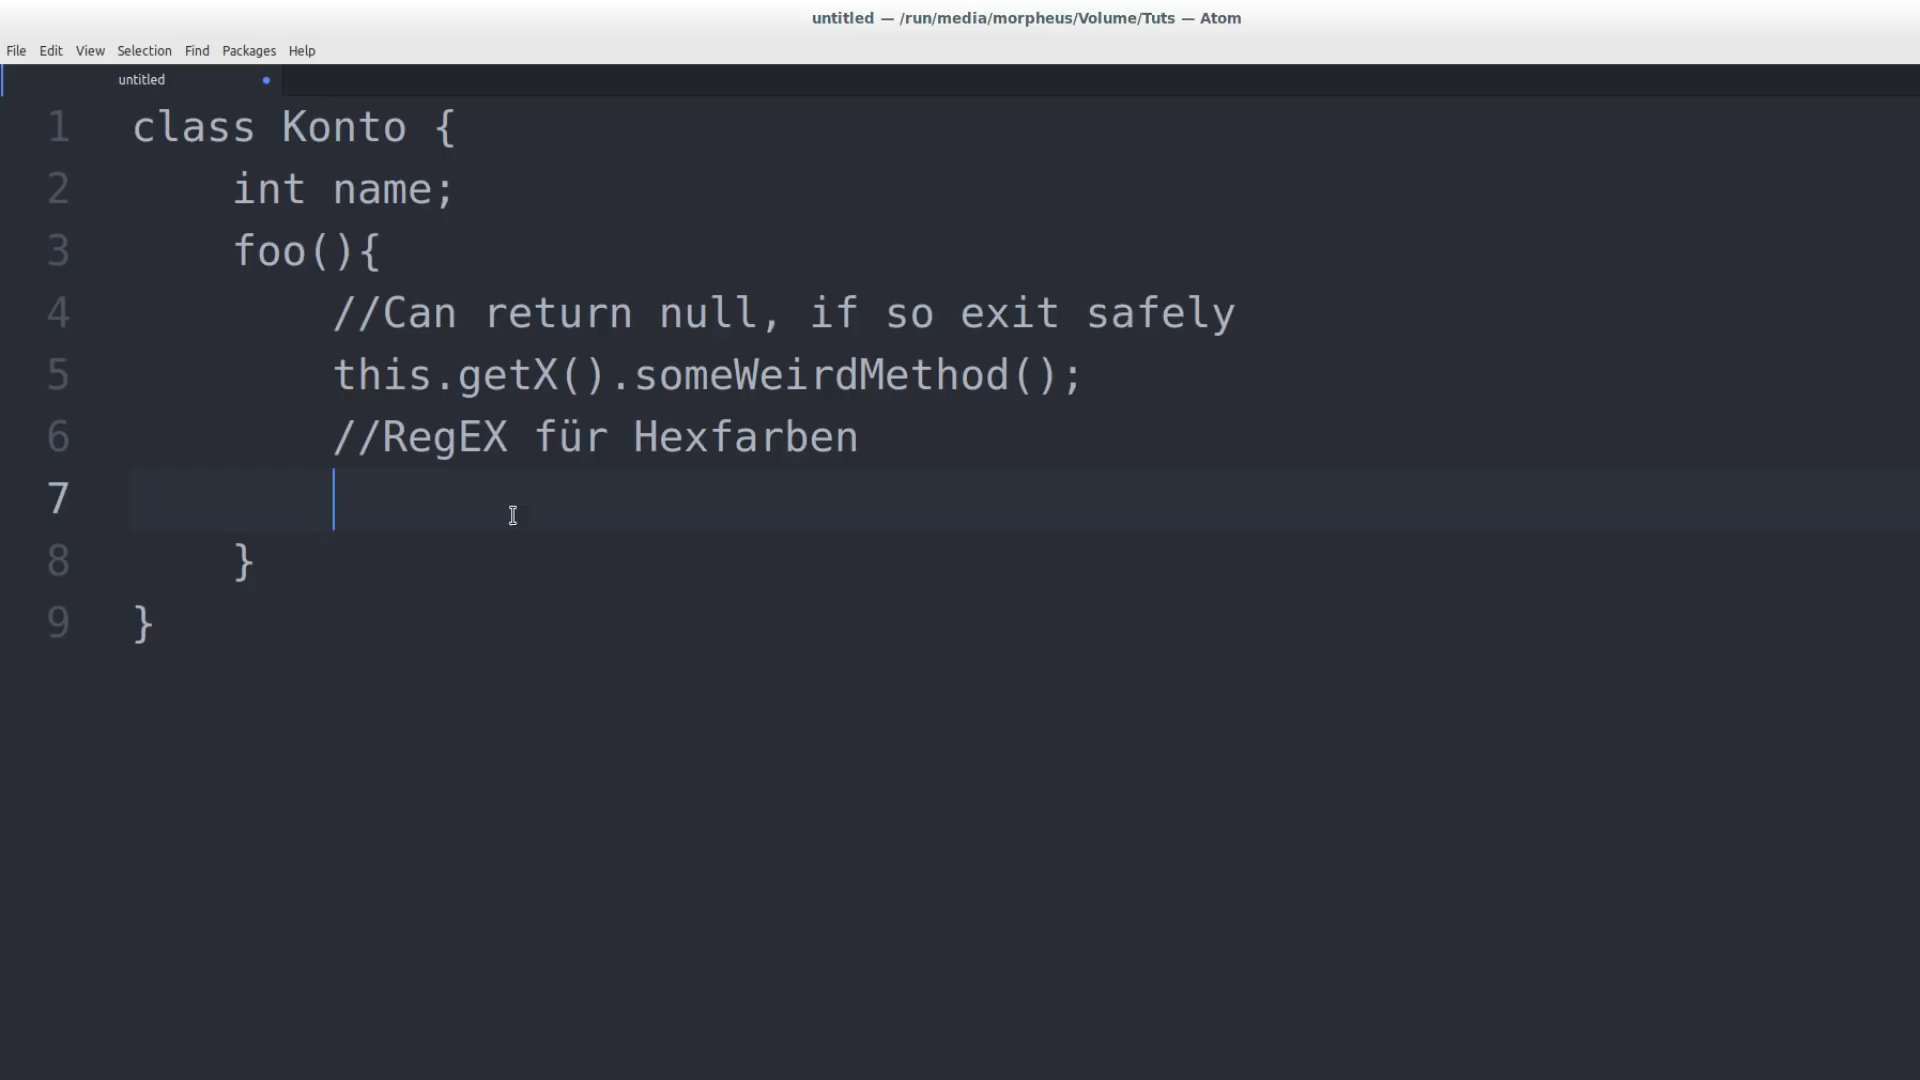 untitled — /run/media/morpheus/Volume/Tuts — Atom
File Edit View Selection Find Packages Help
untitled
1 class Konto {
2 int name;
3 foo(){
4 //Can return null, if so exit safely
5 this.getX().someWeirdMethod();
6 //RegEX für Hexfarben
7
8 }
9 }